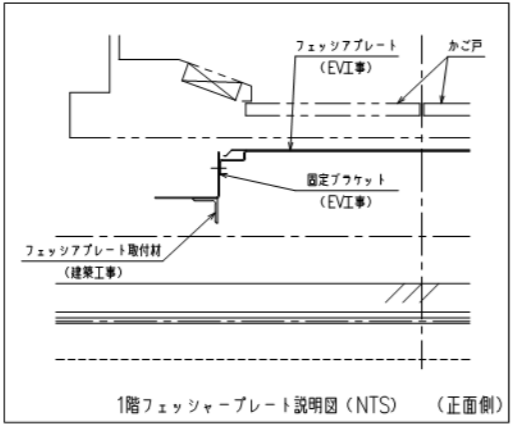 フェッシアプレート
(EV工事)
かご戸
固定ブラケット
(EV工事)
フェッシアプレート取付材
(建築工事)
1階フェッシャープレート説明図(NTS) (正面側)